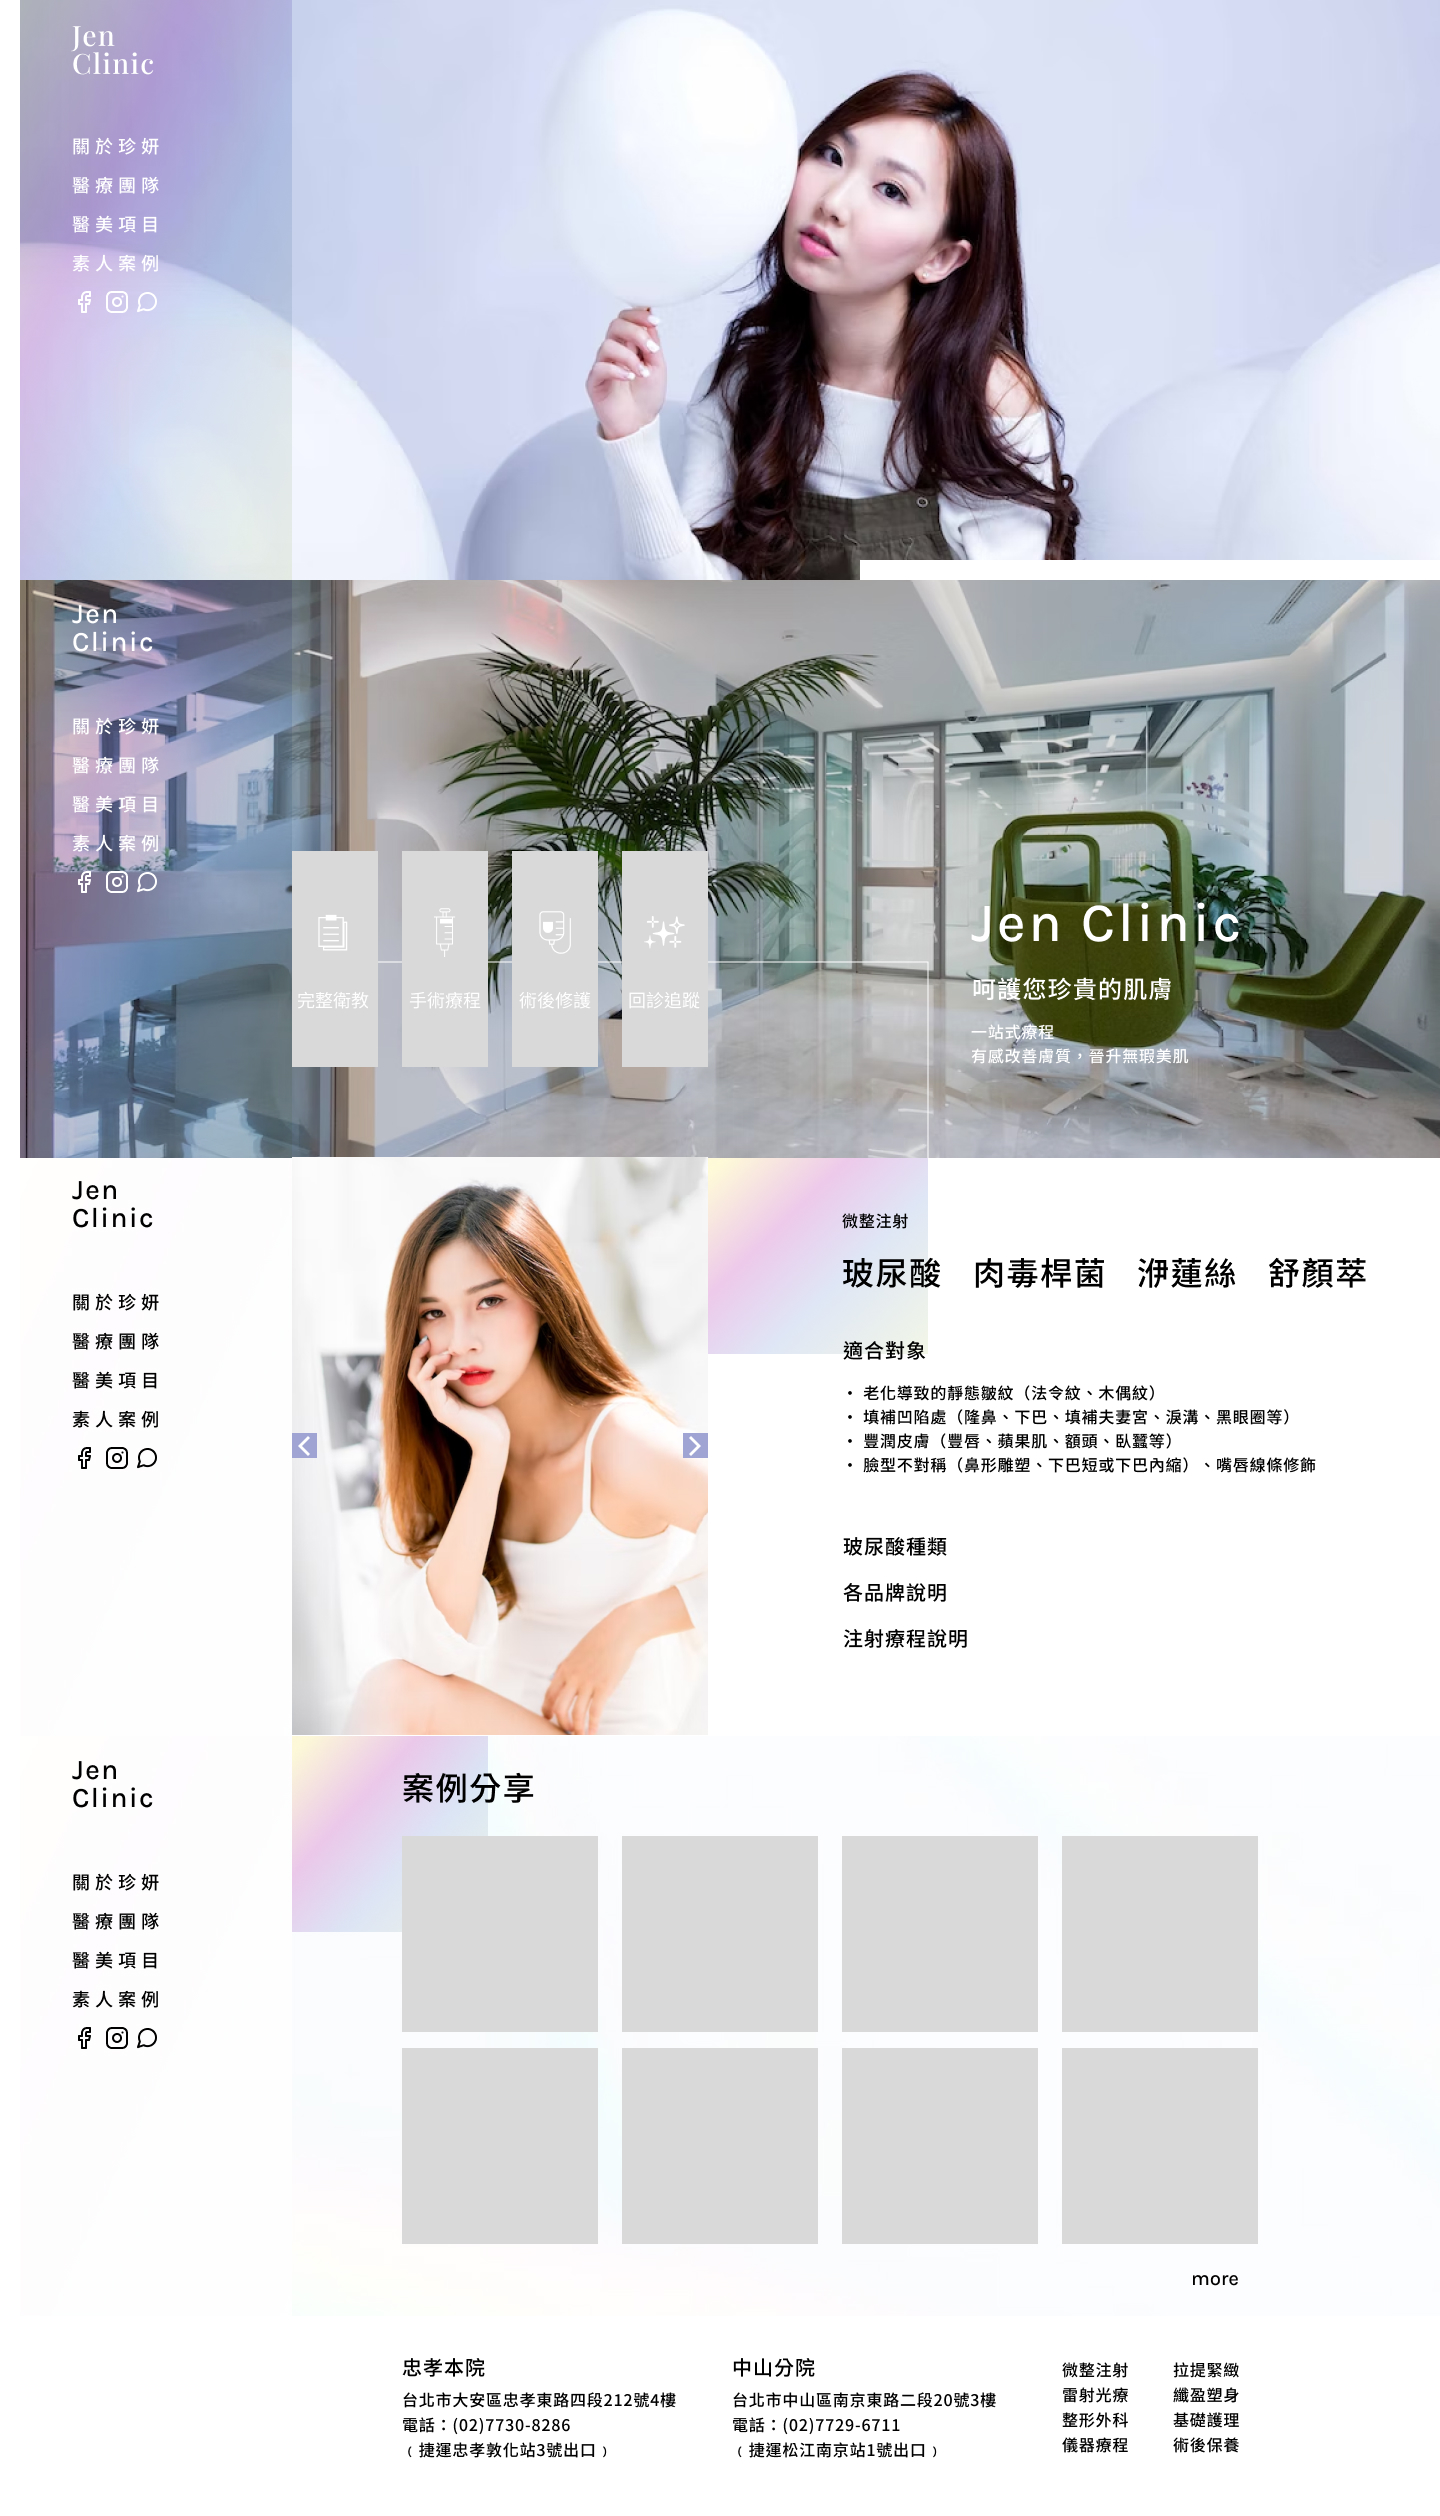 Jen
Clinic
關於珍妍
醫療團隊
醫美項目
素人案例
Jen
Clinic
關於珍妍
醫療團隊
醫美項目
素人案例
完整衛教
手術療程
術後修護
回診追蹤
Jen Clinic
呵護您珍貴的肌膚
一站式療程
有感改善膚質，晉升無瑕美肌
Jen
Clinic
關於珍妍
醫療團隊
醫美項目
素人案例
微整注射
玻尿酸 肉毒桿菌 洢蓮絲 舒顏萃
適合對象
・ 老化導致的靜態皺紋（法令紋、木偶紋）
・ 填補凹陷處（隆鼻、下巴、填補夫妻宮、淚溝、黑眼圈等）
・ 豐潤皮膚（豐唇、蘋果肌、額頭、臥蠶等）
・ 臉型不對稱（鼻形雕塑、下巴短或下巴內縮）、嘴唇線條修飾
玻尿酸種類
各品牌說明
注射療程說明
Jen
Clinic
關於珍妍
醫療團隊
醫美項目
素人案例
案例分享
more
忠孝本院
台北市大安區忠孝東路四段212號4樓
電話：(02)7730-8286
（捷運忠孝敦化站3號出口）
中山分院
台北市中山區南京東路二段20號3樓
電話：(02)7729-6711
（捷運松江南京站1號出口）
微整注射 拉提緊緻
雷射光療 纖盈塑身
整形外科 基礎護理
儀器療程 術後保養